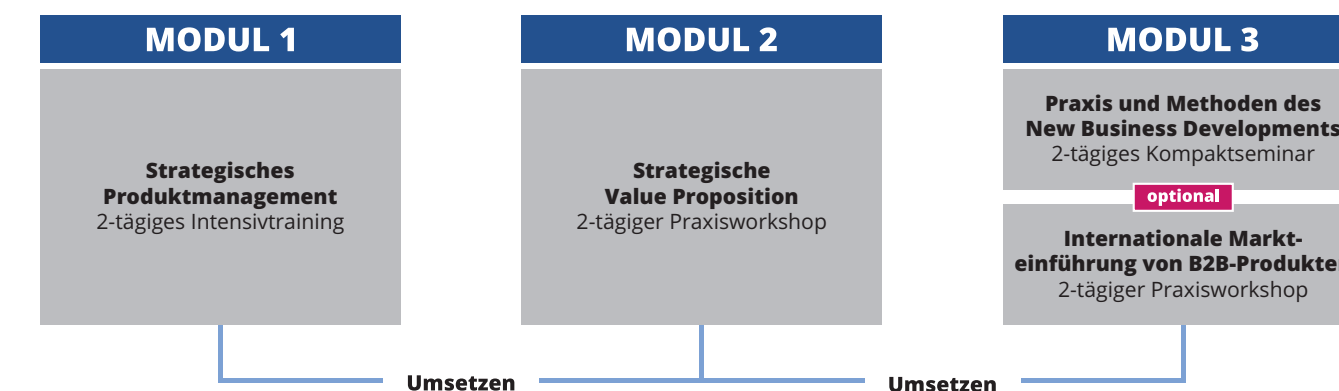 MODUL 1
Strategisches
Produktmanagement
2-tägiges Intensivtraining
MODUL 2
Strategische
Value Proposition
2-tägiger Praxisworkshop
MODUL 3
Praxis und Methoden des
New Business Developments
2-tägiges Kompaktseminar
optional
Internationale Markt-
einführung von B2B-Produkte
2-tägiger Praxisworkshop
Umsetzen
Umsetzen